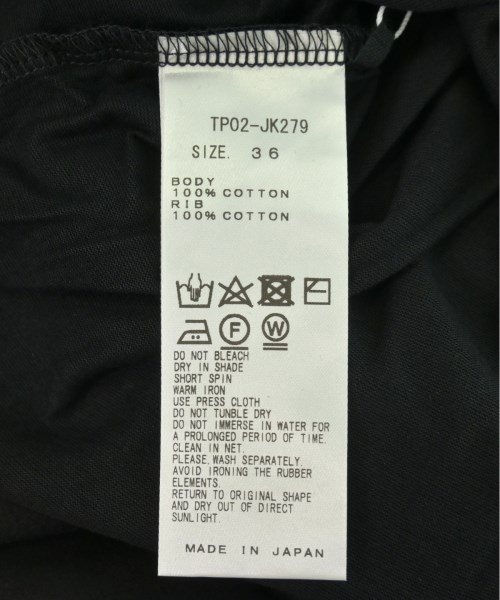 TP02-JK279
SIZE. 36
BODY
100% COTTON
RIB
100% COTTON
F
W
DO NOT BLEACH
DRY IN SHADE
SHORT SPIN
WARM IRON
USE PRESS CLOTH
DO NOT TUNBLE DRY
DO NOT IMMERSE IN WATER FOR
A PROLONGED PERIOD OF TIME.
CLEAN IN NET.
PLEASE,WASH SEPARATELY.
AVOID IRONING THE RUBBER
ELEMENTS.
RETURN TO ORIGINAL SHAPE
AND DRY OUT OF DIRECT
SUNLIGHT.
MADE IN JAPAN